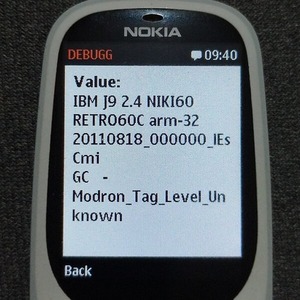 NOKIA
DEBUGG 09:40
Value:
IBM J9 2.4 NIKI60
RETRO60C arm-32
20110818_000000_IEs
Cmi
GC -
Modron_Tag_Level_Un
known
Back